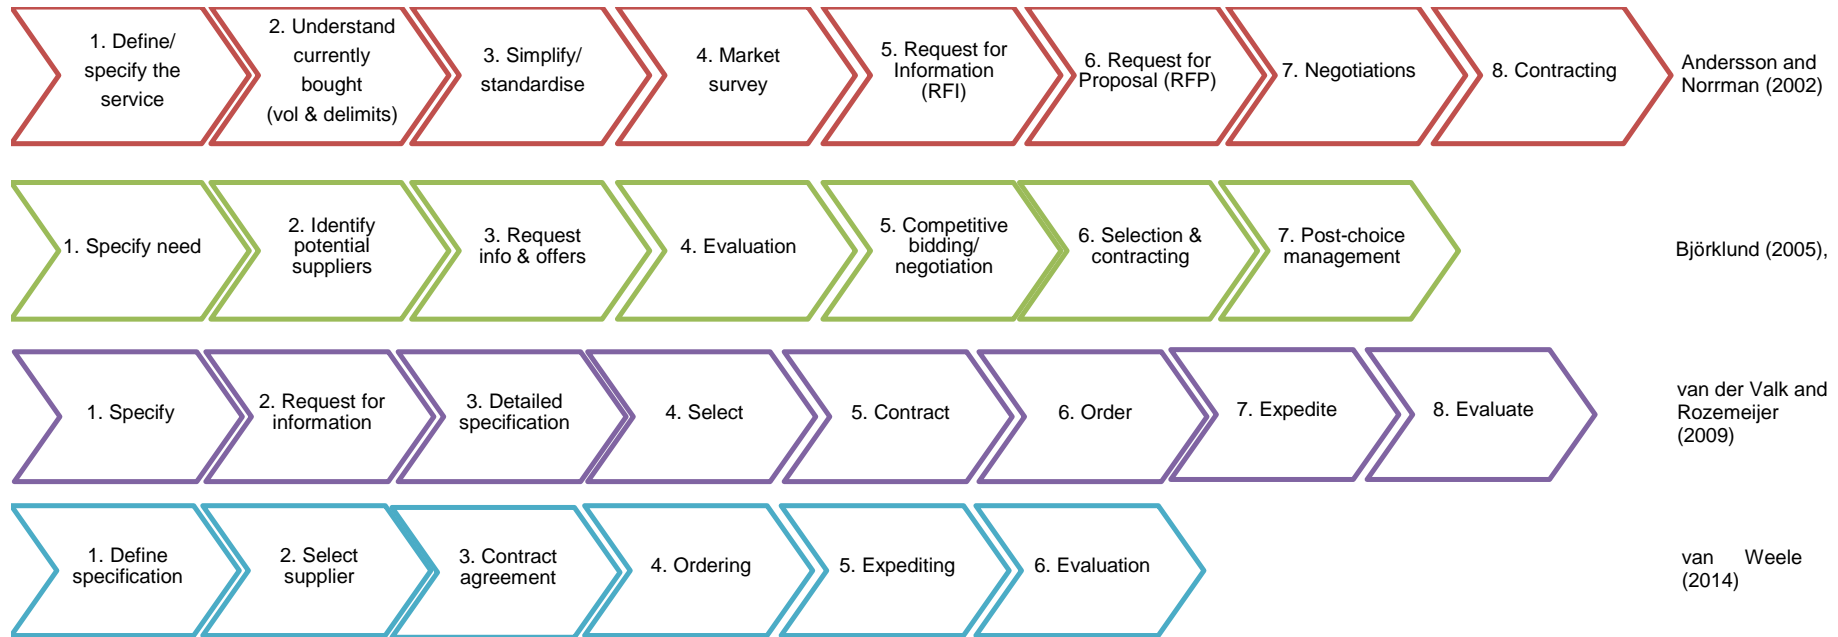 1. Define/
specify the
service
2. Understand
currently
bought
(vol & delimits)
3. Simplify/
standardise
4. Market
survey
5. Request for
Information
(RFI)
6. Request for
Proposal (RFP)
7. Negotiations
8. Contracting
Andersson and
Norrman (2002)
1. Specify need
2. Identify
potential
suppliers
3. Request
info & offers
4. Evaluation
5. Competitive
bidding/
negotiation
6. Selection &
contracting
7. Post-choice
management
Björklund (2005),
1. Specify
2. Request for
information
3. Detailed
specification
4. Select
5. Contract
6. Order
7. Expedite
8. Evaluate
van der Valk and
Rozemeijer
(2009)
1. Define
specification
2. Select
supplier
3. Contract
agreement
4. Ordering
5. Expediting
6. Evaluation
van Weele
(2014)